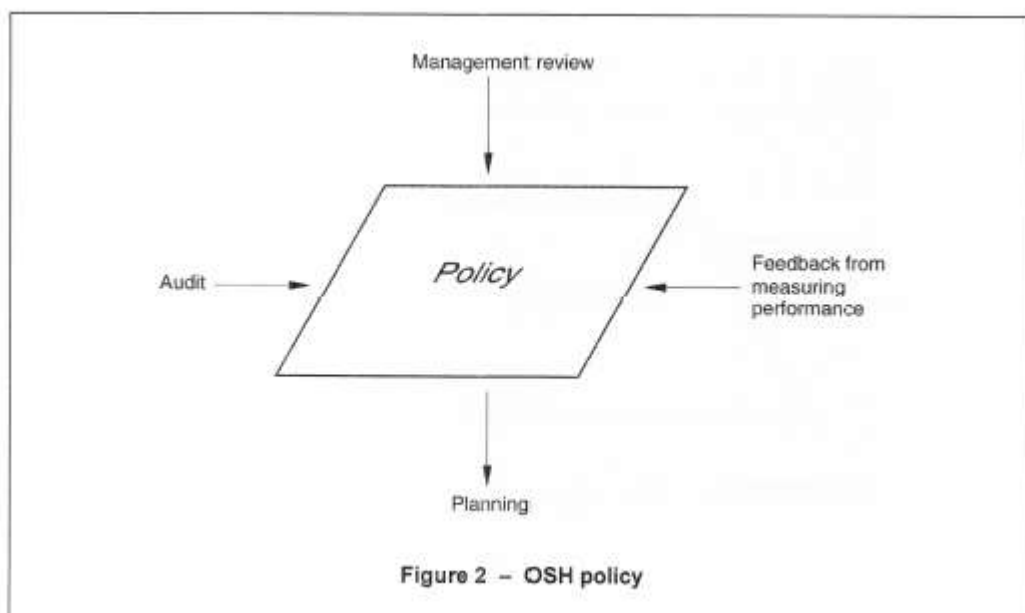 Management review
Policy
Audit
Feedback from
measuring
performance
Planning
Figure 2 – OSH policy